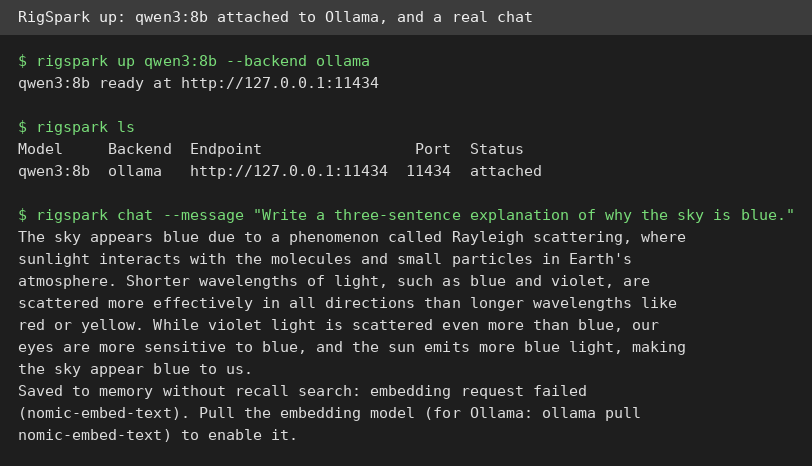 RigSpark up: qwen3:8b attached to Ollama, and a real chat
$ rigspark up qwen3:8b --backend ollama
qwen3:8b ready at http://127.0.0.1:11434
$ rigspark ls
Model     Backend  Endpoint                 Port  Status
qwen3:8b  ollama   http://127.0.0.1:11434  11434  attached
$ rigspark chat --message "Write a three-sentence explanation of why the sky is blue."
The sky appears blue due to a phenomenon called Rayleigh scattering, where
sunlight interacts with the molecules and small particles in Earth's
atmosphere. Shorter wavelengths of light, such as blue and violet, are
scattered more effectively in all directions than longer wavelengths like
red or yellow. While violet light is scattered even more than blue, our
eyes are more sensitive to blue, and the sun emits more blue light, making
the sky appear blue to us.
Saved to memory without recall search: embedding request failed
(nomic-embed-text). Pull the embedding model (for Ollama: ollama pull
nomic-embed-text) to enable it.